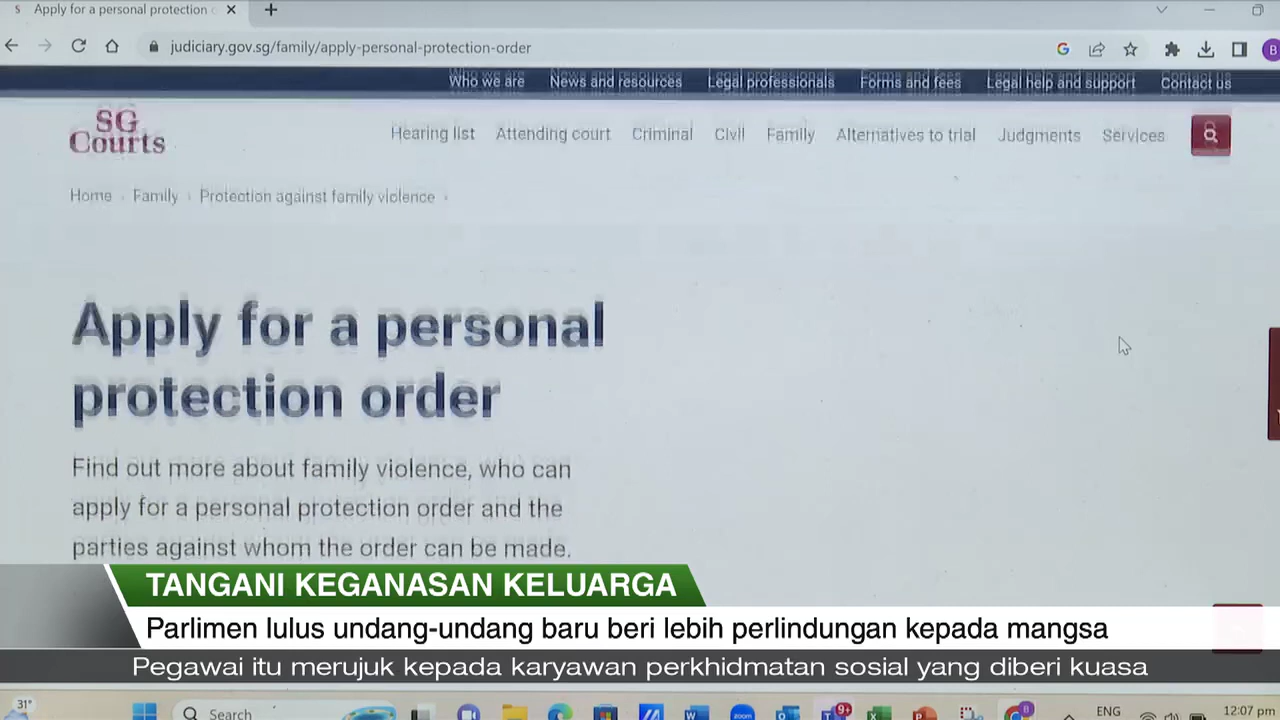 Apply for a personal protection
judiciary.gov.sg/family/apply-personal-protection-order
Who we are News and resources Legal professionals Forms and fees Legal help and support Contact us
SG
Courts
Hearing list Attending court Criminal Civil Family Alternatives to trial Judgments Services
Home Family Protection against family violence
Apply for a personal
protection order
Find out more about family violence, who can
apply for a personal protection order and the
parties against whom the order can be made.
TANGANI KEGANASAN KELUARGA
Parlimen lulus undang-undang baru beri lebih perlindungan kepada mangsa
Pegawai itu merujuk kepada karyawan perkhidmatan sosial yang diberi kuasa
31°
Search
zoom
9+
ENG
12:07 pm